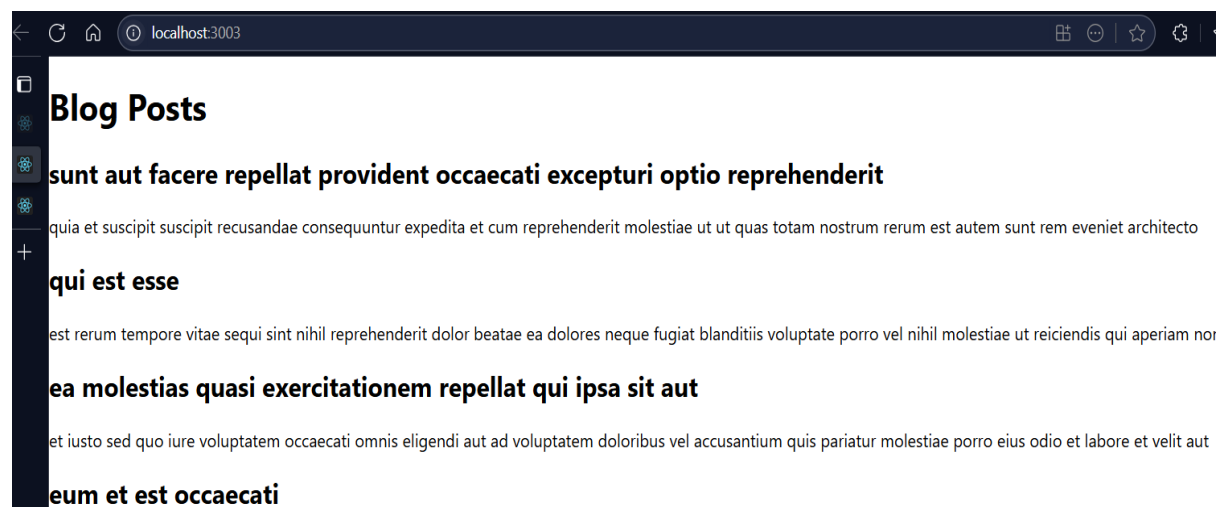 localhost:3003
Blog Posts
sunt aut facere repellat provident occaecati excepturi optio reprehenderit
quia et suscipit suscipit recusandae consequuntur expedita et cum reprehenderit molestiae ut ut quas totam nostrum rerum est autem sunt rem eveniet architecto
qui est esse
est rerum tempore vitae sequi sint nihil reprehenderit dolor beatae ea dolores neque fugiat blanditiis voluptate porro vel nihil molestiae ut reiciendis qui aperiam
ea molestias quasi exercitationem repellat qui ipsa sit aut
et iusto sed quo iure voluptatem occaecati omnis eligendi aut ad voluptatem doloribus vel accusantium quis pariatur molestiae porro eius odio et labore et velit aut
eum et est occaecati